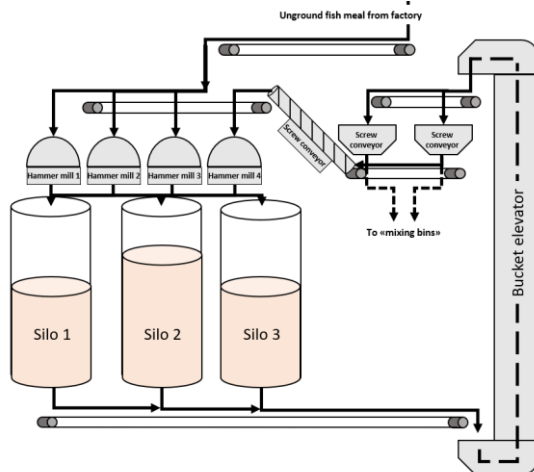 Unground fish meal from factory
Screw
conveyor
Screw
conveyor
Screw conveyor
Hammer mill 1
Hammer mill 2
Hammer mill 3
Hammer mill 4
To «mixing bins»
Bucket elevator
Silo 1
Silo 2
Silo 3